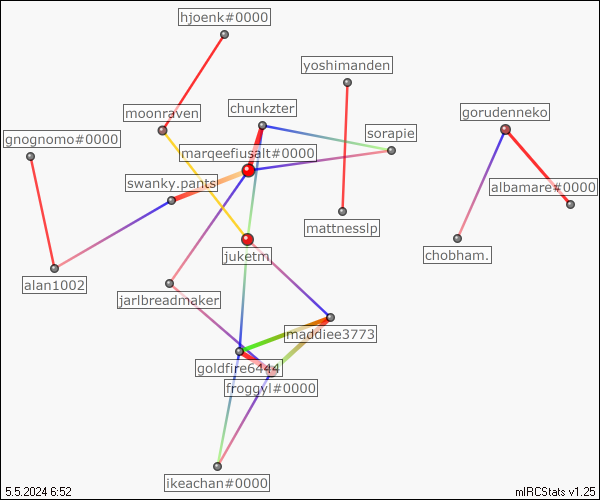 hjoenk#0000
yoshimanden
chunkzter
moonraven
gorudenneko
sorapie
gnognomo#0000
marqeefiusalt#0000
swanky.pants
albamare#0000
mattnesslp
juketm
chobham.
alan1002
jarlbreadmaker
maddiee3773
goldfire6444
froggyl#0000
ikeachan#0000
5.5.2024 6:52
mIRCStats v1.25